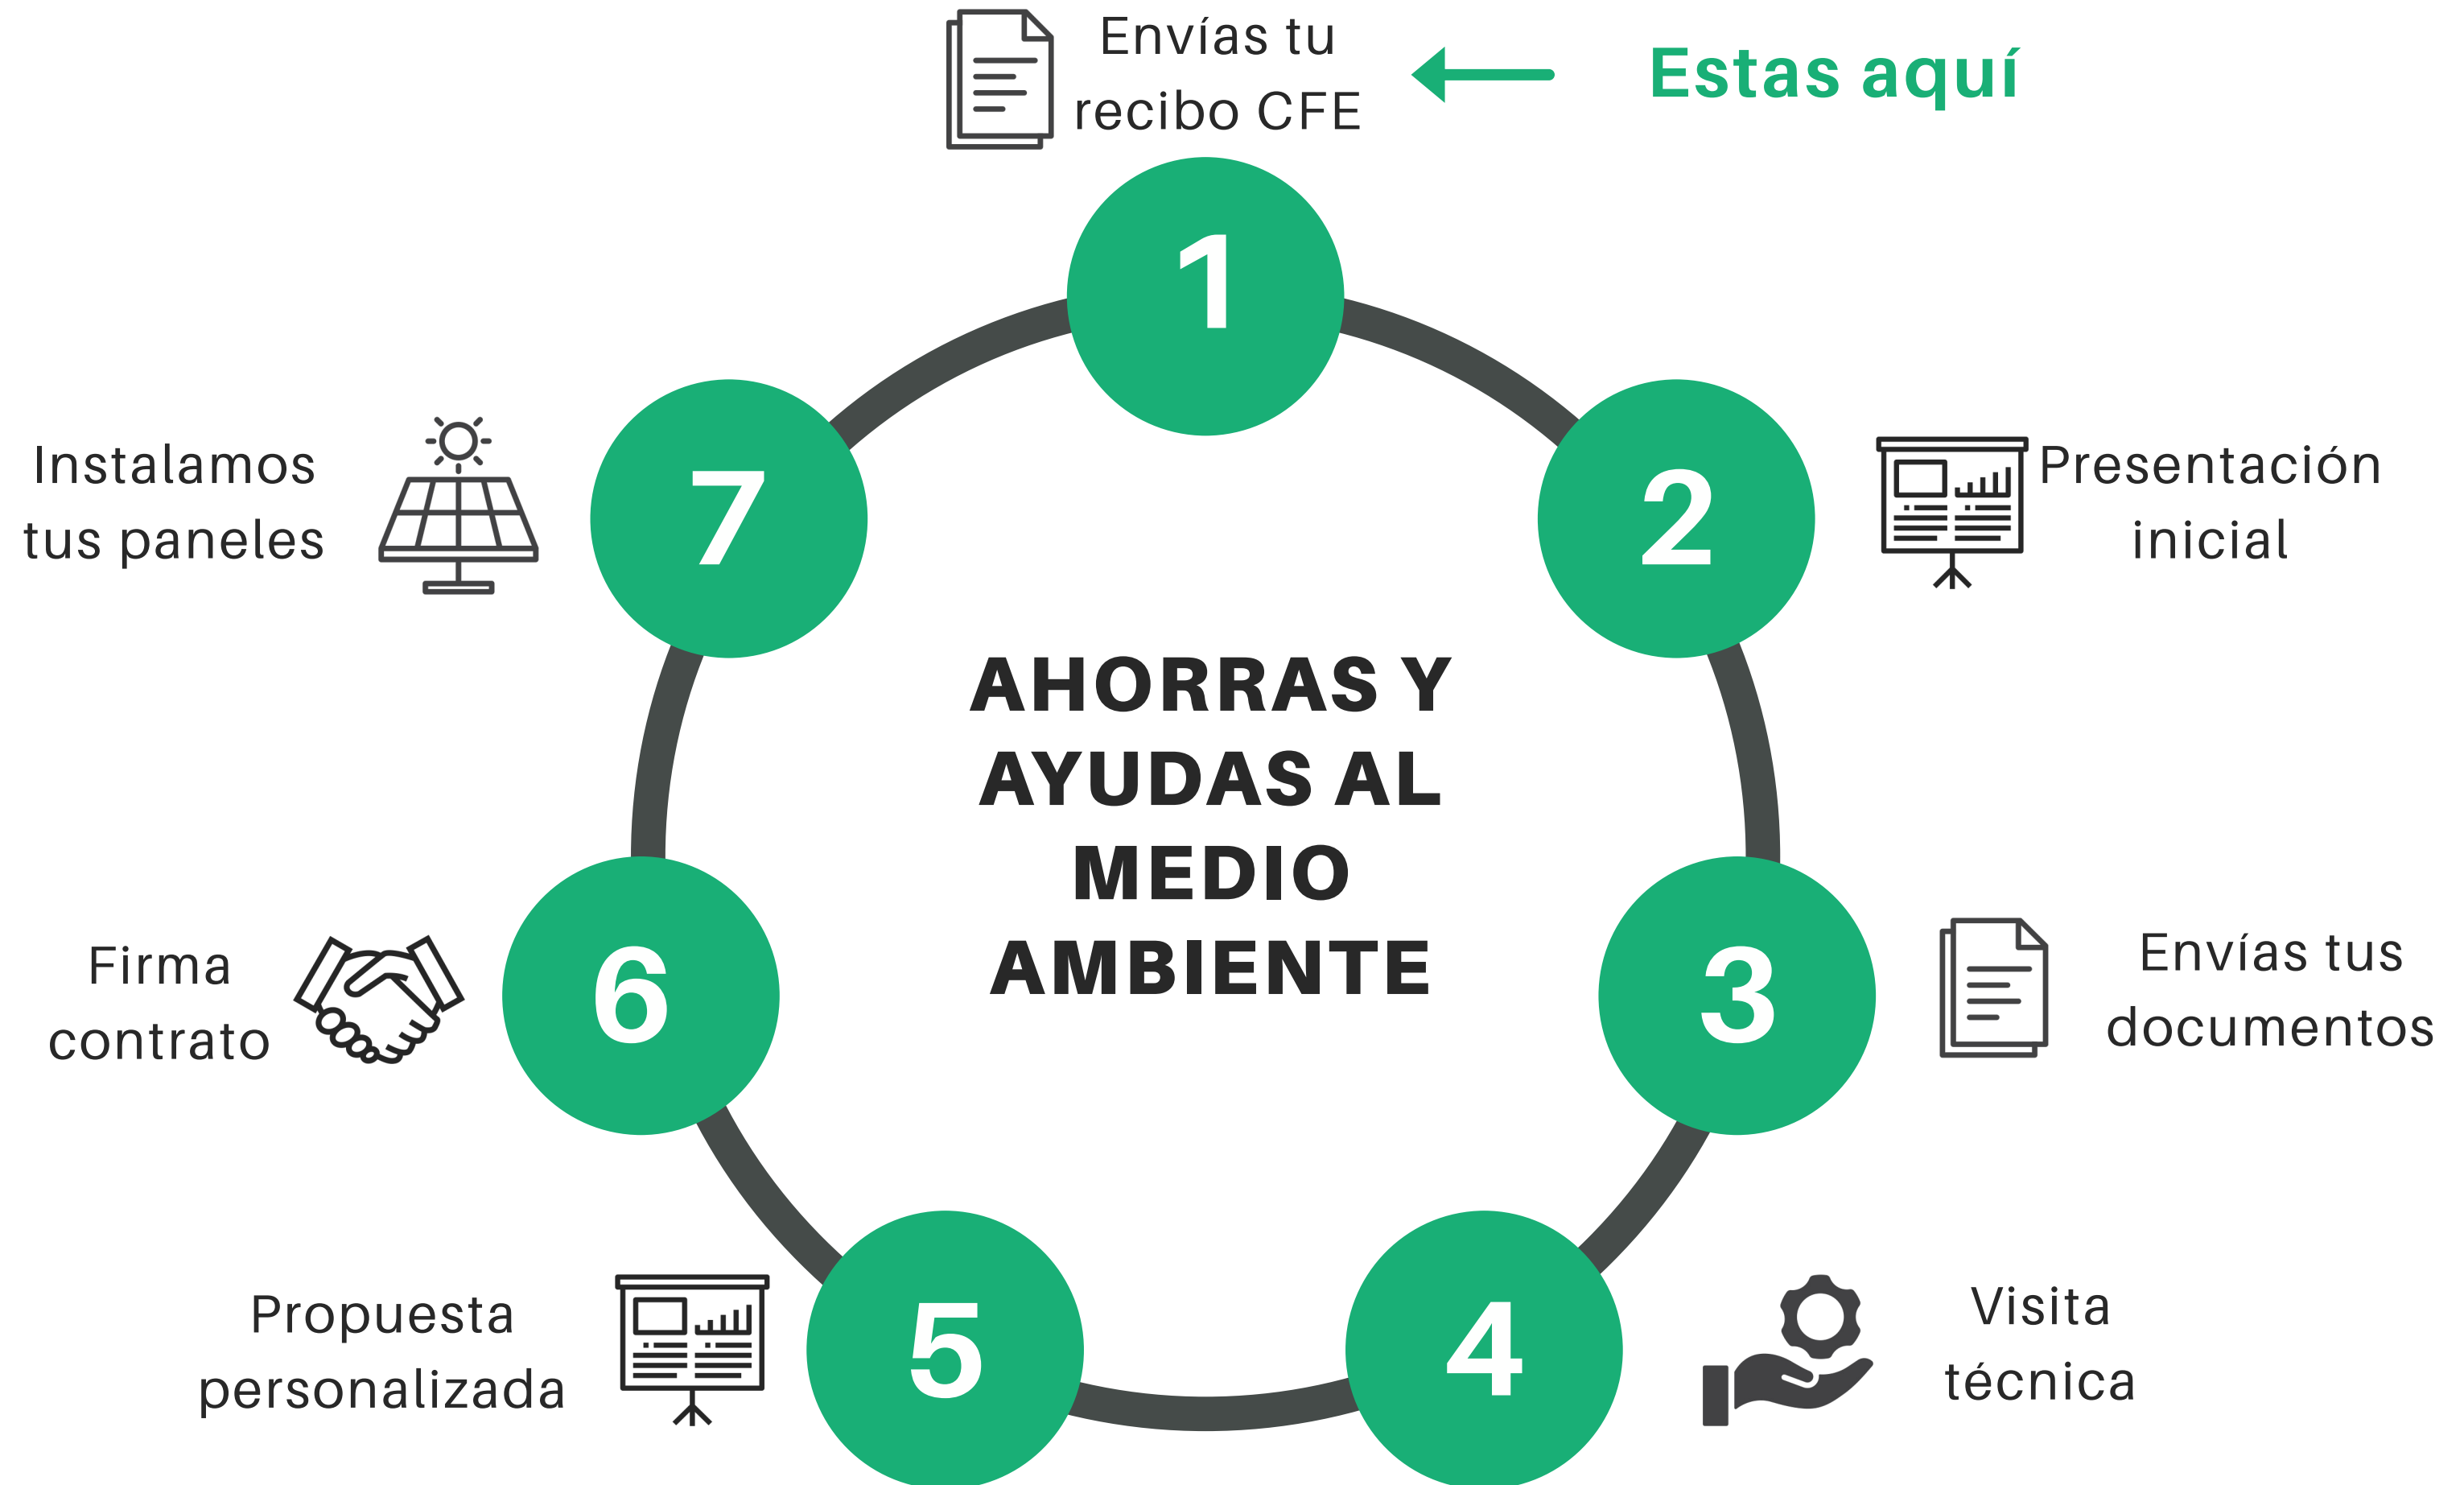 Envías tu
recibo CFE
Estas aquí
1
2
Presentación
inicial
3
Envías tus
documentos
4
Visita
técnica
5
Propuesta
personalizada
6
Firma
contrato
7
Instalamos
tus paneles
AHORRAS Y
AYUDAS AL
MEDIO
AMBIENTE